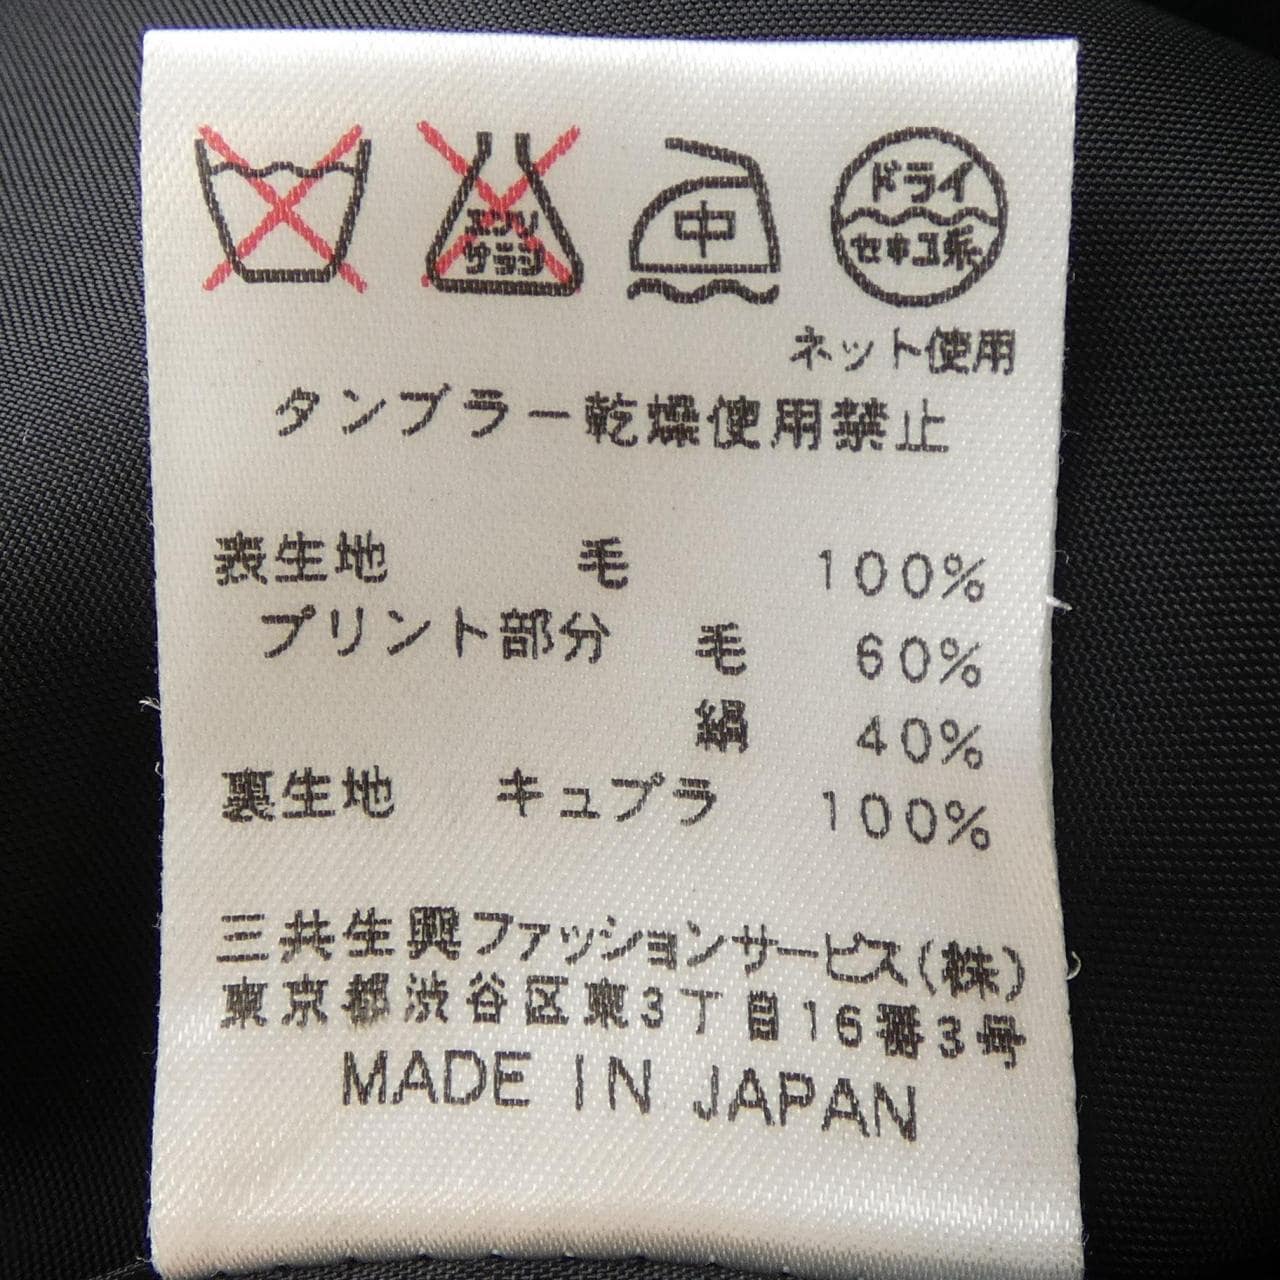 エンソ
サラシ
中
ドライ
セキユ系
ネット使用
タンブラー乾燥使用禁止
表生地 毛 100%
プリント部分 毛 60%
絹 40%
裏生地 キュプラ 100%
三共生興ファッションサービス(株)
東京都渋谷区東3丁目16番3号
MADE IN JAPAN